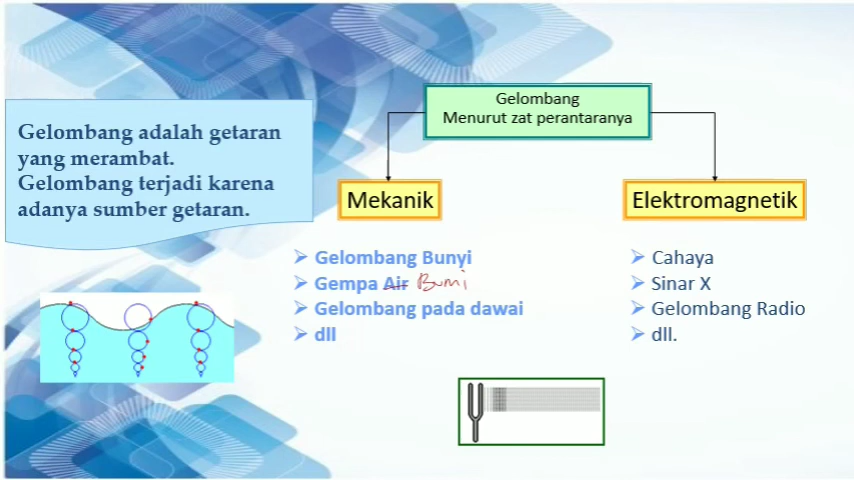 Gelombang
Menurut zat perantaranya
Gelombang adalah getaran
yang merambat.
Gelombang terjadi karena
adanya sumber getaran.
Mekanik
Gelombang Bunyi
Gempa Air Bumi
Gelombang pada dawai
dll
Elektromagnetik
Cahaya
Sinar X
Gelombang Radio
dll.